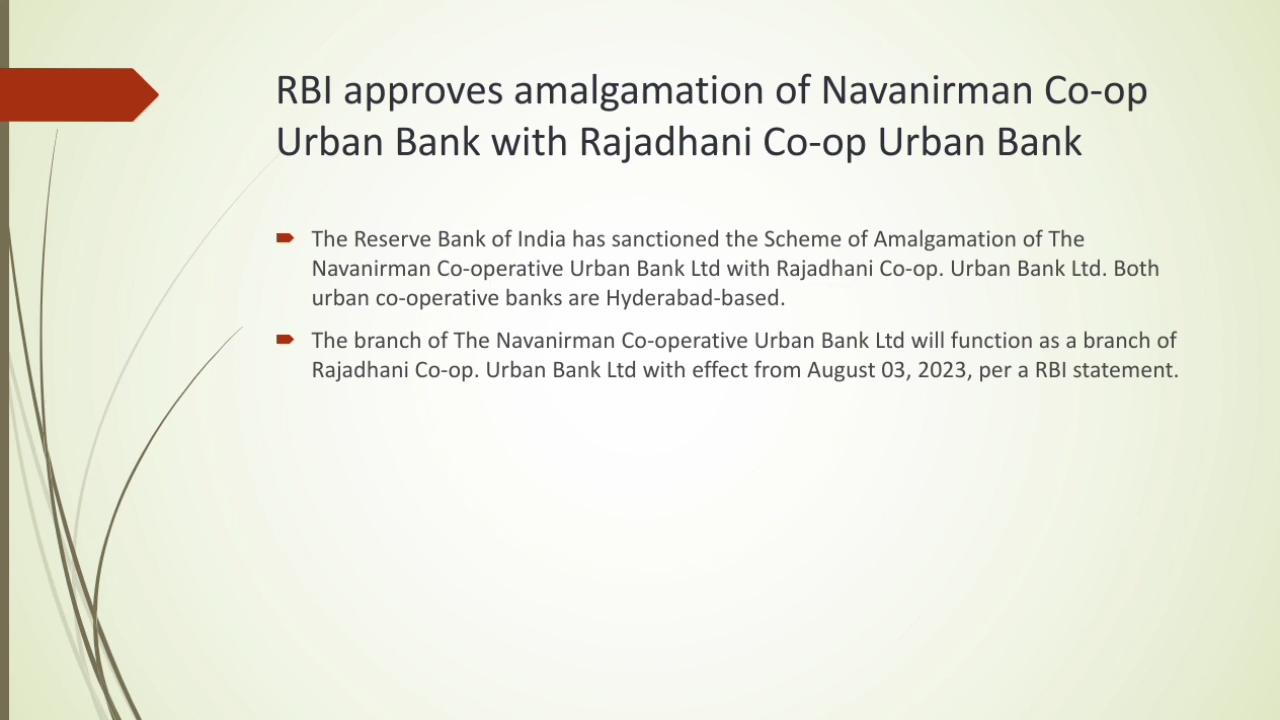 RBI approves amalgamation of Navanirman Co-op
Urban Bank with Rajadhani Co-op Urban Bank
The Reserve Bank of India has sanctioned the Scheme of Amalgamation of The
Navanirman Co-operative Urban Bank Ltd with Rajadhani Co-op. Urban Bank Ltd. Both
urban co-operative banks are Hyderabad-based.
The branch of The Navanirman Co-operative Urban Bank Ltd will function as a branch of
Rajadhani Co-op. Urban Bank Ltd with effect from August 03, 2023, per a RBI statement.